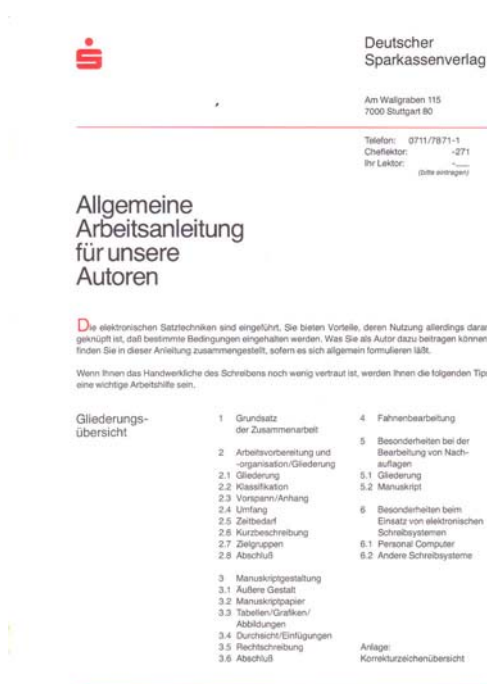 Deutscher
Sparkassenverlag
Am Wallgraben 115
7000 Stuttgart 80
Telefon: 0711/7871-1
Cheflektor: -271
Ihr Lektor: -
(bitte eintragen)
Allgemeine
Arbeitsanleitung
für unsere
Autoren
Die elektronischen Satztechniken sind eingeführt. Sie bieten Vorteile, deren Nutzung allerdings daran
geknüpft ist, daß bestimmte Bedingungen eingehalten werden. Was Sie als Autor dazu beitragen können
finden Sie in dieser Anleitung zusammengestellt, sofern es sich allgemein formulieren läßt.
Wenn Ihnen das Handwerkliche des Schreibens noch wenig vertraut ist, werden Ihnen die folgenden Tip
eine wichtige Arbeitshilfe sein.
Gliederungs-
übersicht
1 Grundsatz
der Zusammenarbeit
2 Arbeitsvorbereitung und
-organisation/Gliederung
2.1 Gliederung
2.2 Klassifikation
2.3 Vorspann/Anhang
2.4 Umfang
2.5 Zeitbedarf
2.6 Kurzbeschreibung
2.7 Zielgruppen
2.8 Abschluß
3 Manuskriptgestaltung
3.1 Äußere Gestalt
3.2 Manuskriptpapier
3.3 Tabellen/Grafiken/
Abbildungen
3.4 Durchsicht/Einfügungen
3.5 Rechtschreibung
3.6 Abschluß
4 Fahnenbearbeitung
5 Besonderheiten bei der
Bearbeitung von Nach-
auflagen
5.1 Gliederung
5.2 Manuskript
6 Besonderheiten beim
Einsatz von elektronischen
Schreibsystemen
6.1 Personal Computer
6.2 Andere Schreibsysteme
Anlage:
Korrekturzeichenübersicht